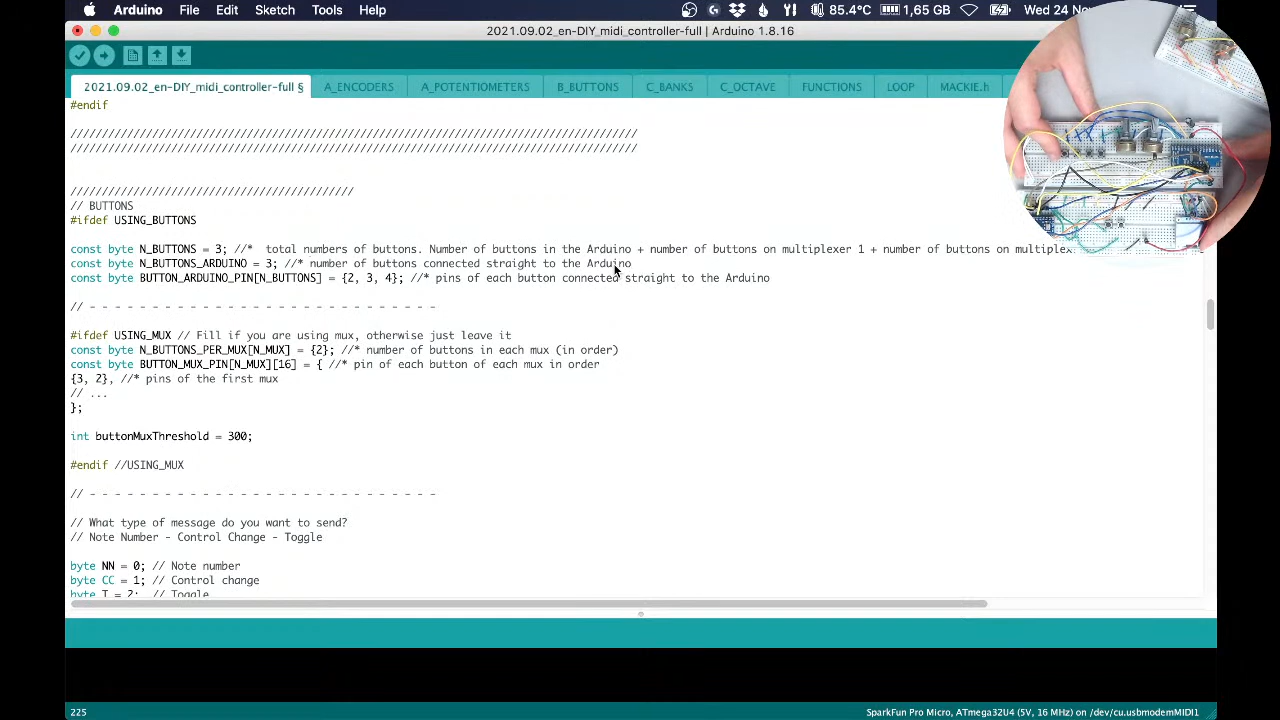 Arduino File Edit Sketch Tools Help 85.4°C 1,65 GB Wed 24 Nov
2021.09.02_en-DIY_midi_controller-full | Arduino 1.8.16
2021.09.02_en-DIY_midi_controller-full § A_ENCODERS A_POTENTIOMETERS B_BUTTONS C_BANKS C_OCTAVE FUNCTIONS LOOP MACKIE.h
#endif
//////////////////////////////////////////////////////////////////////////////////////////
//////////////////////////////////////////////////////////////////////////////////////////
/////////////////////////////////////////////
// BUTTONS
#ifdef USING_BUTTONS
const byte N_BUTTONS = 3; //* total numbers of buttons. Number of buttons in the Arduino + number of buttons on multiplexer 1 + number of buttons on multiplex
const byte N_BUTTONS_ARDUINO = 3; //* number of buttons connected straight to the Arduino
const byte BUTTON_ARDUINO_PIN[N_BUTTONS] = {2, 3, 4}; //* pins of each button connected straight to the Arduino
// - - - - - - - - - - - - - - - - - - - - - - - - - - - -
#ifdef USING_MUX // Fill if you are using mux, otherwise just leave it
const byte N_BUTTONS_PER_MUX[N_MUX] = {2}; //* number of buttons in each mux (in order)
const byte BUTTON_MUX_PIN[N_MUX][16] = { //* pin of each button of each mux in order
{3, 2}, //* pins of the first mux
// ...
};
int buttonMuxThreshold = 300;
#endif //USING_MUX
// - - - - - - - - - - - - - - - - - - - - - - - - - - - -
// What type of message do you want to send?
// Note Number - Control Change - Toggle
byte NN = 0; // Note number
byte CC = 1; // Control change
byte T = 2; // Toggle
225 SparkFun Pro Micro, ATmega32U4 (5V, 16 MHz) on /dev/cu.usbmodemMIDI1